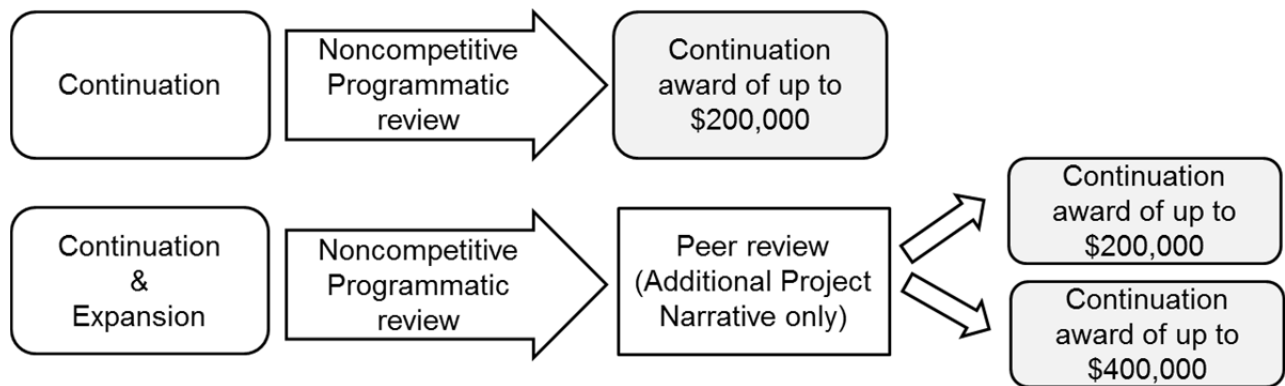 Continuation
Noncompetitive
Programmatic
review
Continuation
award of up to
$200,000
Continuation
&
Expansion
Noncompetitive
Programmatic
review
Peer review
(Additional Project
Narrative only)
Continuation
award of up to
$200,000
Continuation
award of up to
$400,000